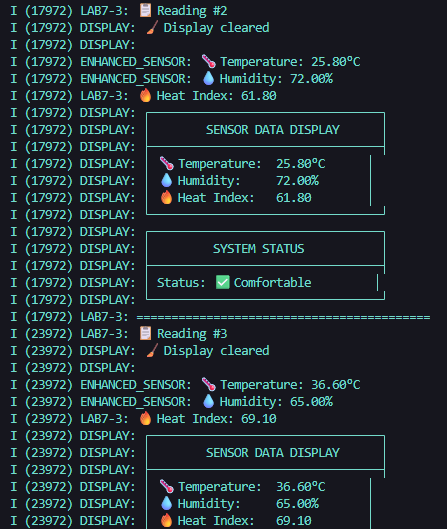 I (17972) LAB7-3: 📋 Reading #2
I (17972) DISPLAY: 🧹 Display cleared
I (17972) DISPLAY:
I (17972) ENHANCED_SENSOR: 🌡️ Temperature: 25.80°C
I (17972) ENHANCED_SENSOR: 💧 Humidity: 72.00%
I (17972) LAB7-3: 🔥 Heat Index: 61.80
I (17972) DISPLAY:
I (17972) DISPLAY: SENSOR DATA DISPLAY
I (17972) DISPLAY:
I (17972) DISPLAY: 🌡️ Temperature: 25.80°C
I (17972) DISPLAY: 💧 Humidity: 72.00%
I (17972) DISPLAY: 🔥 Heat Index: 61.80
I (17972) DISPLAY:
I (17972) DISPLAY:
I (17972) DISPLAY: SYSTEM STATUS
I (17972) DISPLAY:
I (17972) DISPLAY: Status: ✅ Comfortable
I (17972) DISPLAY:
I (17972) LAB7-3: ==========================================
I (23972) LAB7-3: 📋 Reading #3
I (23972) DISPLAY: 🧹 Display cleared
I (23972) DISPLAY:
I (23972) ENHANCED_SENSOR: 🌡️ Temperature: 36.60°C
I (23972) ENHANCED_SENSOR: 💧 Humidity: 65.00%
I (23972) LAB7-3: 🔥 Heat Index: 69.10
I (23972) DISPLAY:
I (23972) DISPLAY: SENSOR DATA DISPLAY
I (23972) DISPLAY:
I (23972) DISPLAY: 🌡️ Temperature: 36.60°C
I (23972) DISPLAY: 💧 Humidity: 65.00%
I (23972) DISPLAY: 🔥 Heat Index: 69.10